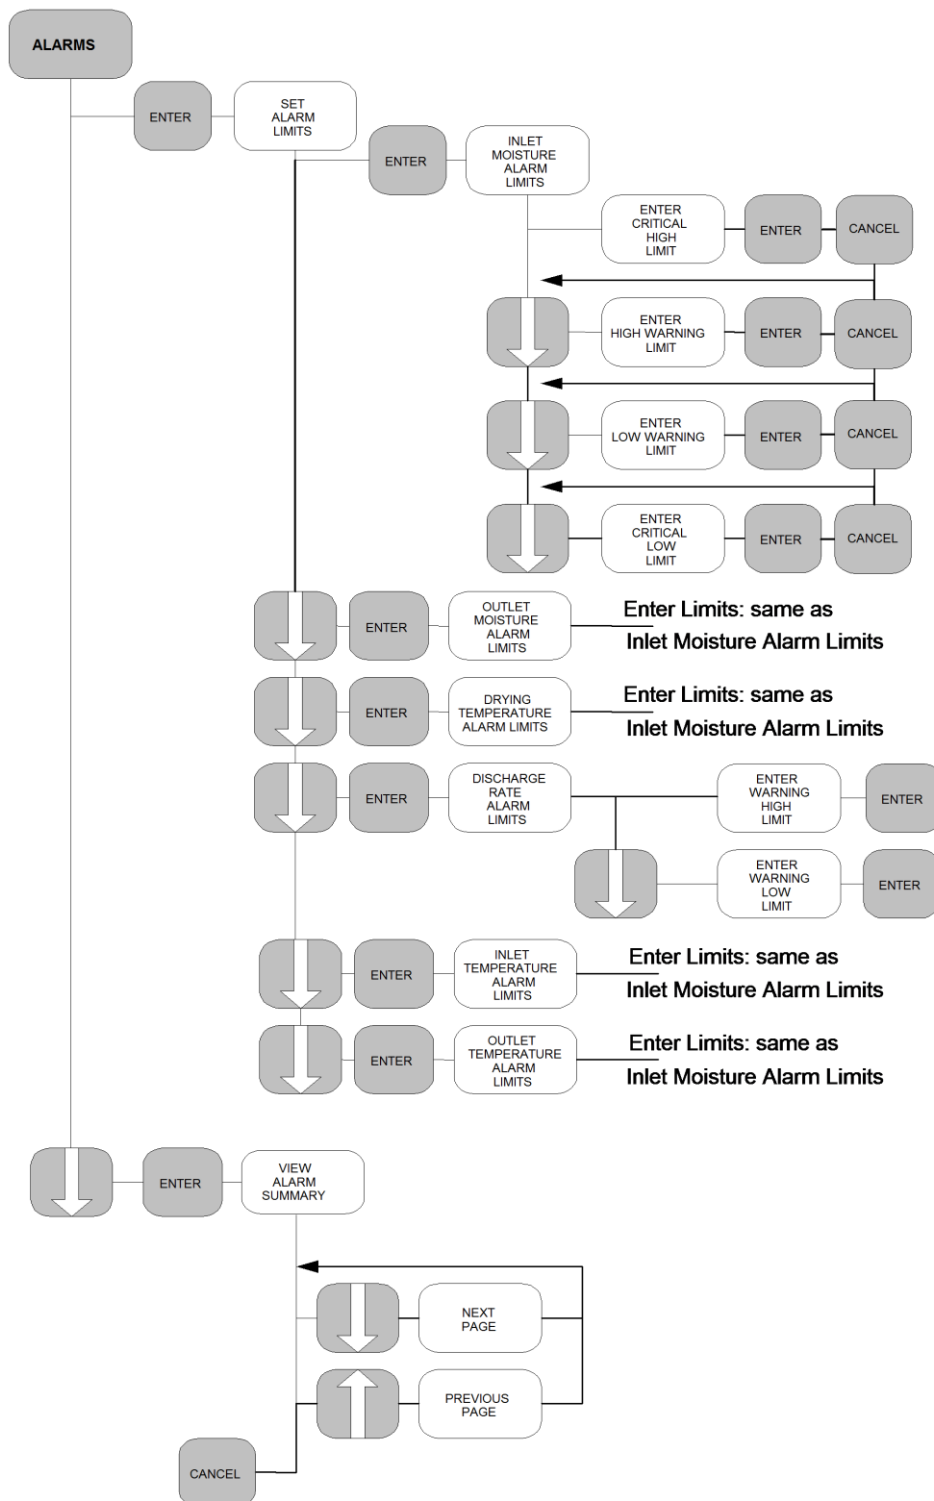 ALARMS
ENTER
SET
ALARM
LIMITS
ENTER
INLET
MOISTURE
ALARM
LIMITS
ENTER
CRITICAL
HIGH
LIMIT
ENTER
CANCEL
ENTER
HIGH WARNING
LIMIT
ENTER
CANCEL
ENTER
LOW WARNING
LIMIT
ENTER
CANCEL
ENTER
CRITICAL
LOW
LIMIT
ENTER
CANCEL
ENTER
OUTLET
MOISTURE
ALARM
LIMITS
Enter Limits: same as
Inlet Moisture Alarm Limits
ENTER
DRYING
TEMPERATURE
ALARM LIMITS
Enter Limits: same as
Inlet Moisture Alarm Limits
ENTER
DISCHARGE
RATE
ALARM
LIMITS
ENTER
WARNING
HIGH
LIMIT
ENTER
ENTER
WARNING
LOW
LIMIT
ENTER
ENTER
INLET
TEMPERATURE
ALARM
LIMITS
Enter Limits: same as
Inlet Moisture Alarm Limits
ENTER
OUTLET
TEMPERATURE
ALARM
LIMITS
Enter Limits: same as
Inlet Moisture Alarm Limits
ENTER
VIEW
ALARM
SUMMARY
NEXT
PAGE
PREVIOUS
PAGE
CANCEL